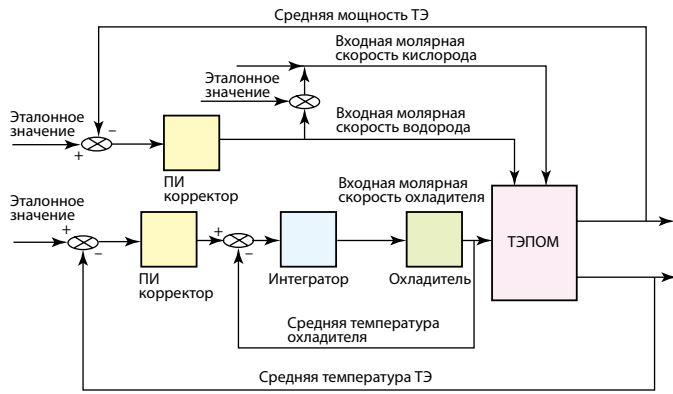 Средняя мощность ТЭ
Входная молярная
скорость кислорода
Эталонное
значение
Эталонное
значение
–
+
Входная молярная
скорость водорода
ПИ
корректор
Эталонное
значение
+
–
ПИ
корректор
+
–
Интегратор
Входная молярная
скорость охладителя
Охладитель
ТЭПОМ
Средняя температура
охладителя
Средняя температура ТЭ